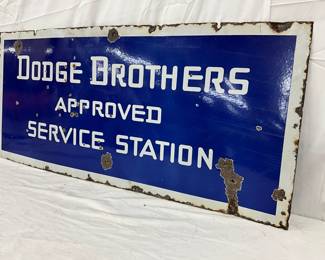 DODGE BROTHERS
APPROVED
SERVICE STATION